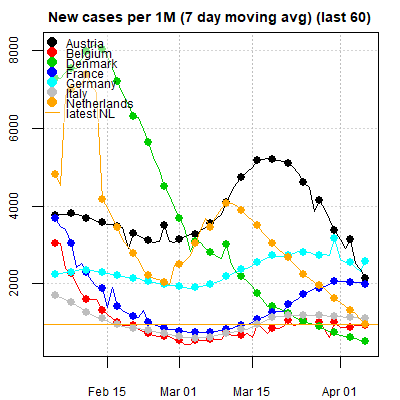 New cases per 1M (7 day moving avg) (last 60)
8000
6000
4000
2000
Austria
Belgium
Denmark
France
Germany
Italy
Netherlands
latest NL
Feb 15 Mar 01 Mar 15 Apr 01